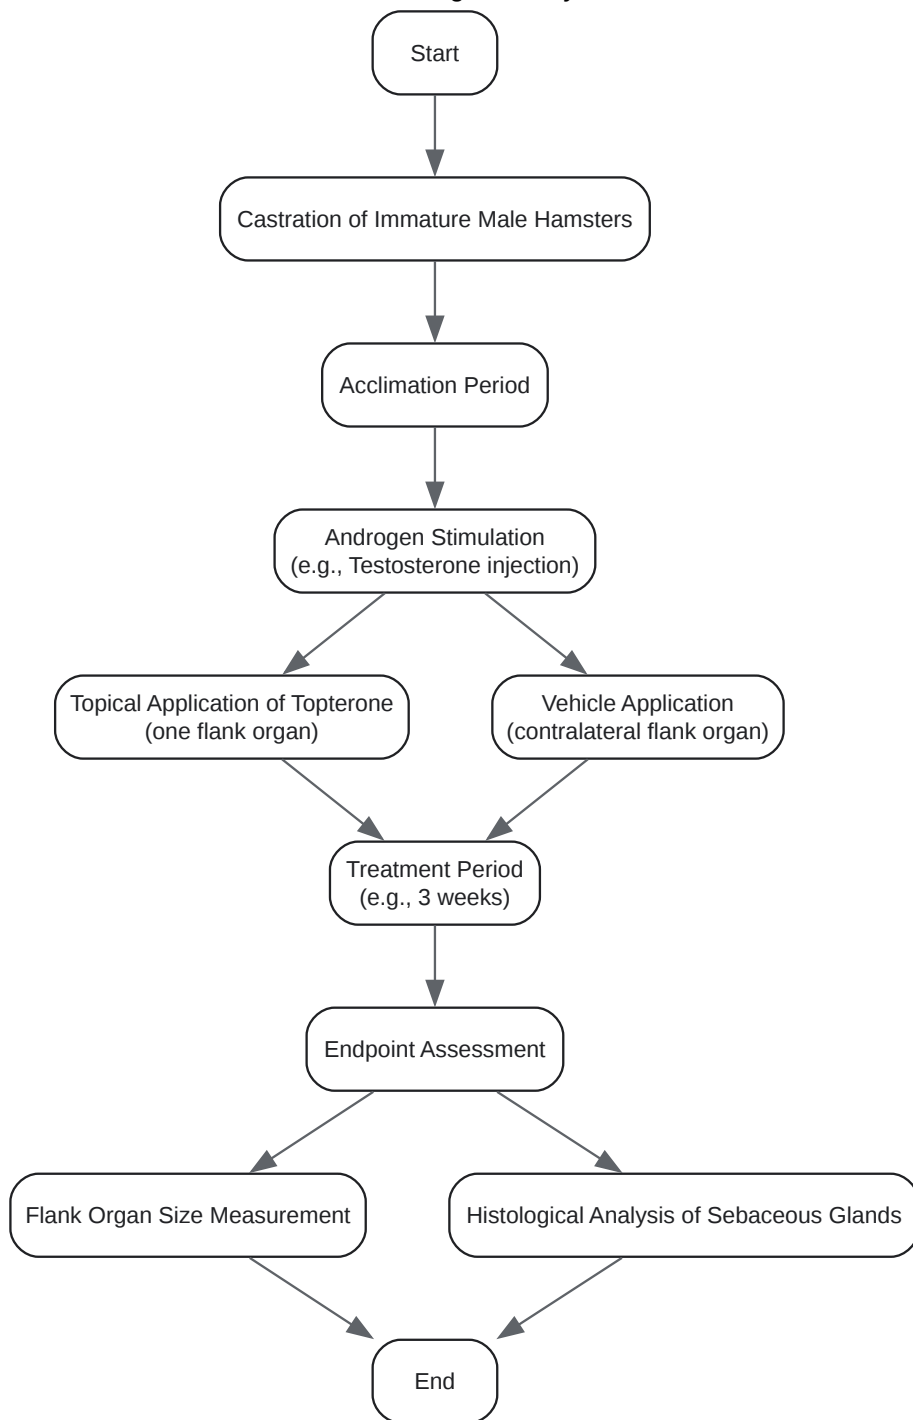 Start
Castration of Immature Male Hamsters
Acclimation Period
Androgen Stimulation
(e.g., Testosterone injection)
Topical Application of Topterone
(one flank organ)
Vehicle Application
(contralateral flank organ)
Treatment Period
(e.g., 3 weeks)
Endpoint Assessment
Flank Organ Size Measurement
Histological Analysis of Sebaceous Glands
End